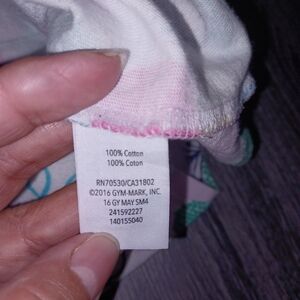 100% Cotton
100% Coton
RN70530/CA31802
©2016 GYM-MARK, INC.
16 GY MAY SM4
241592227
140155040